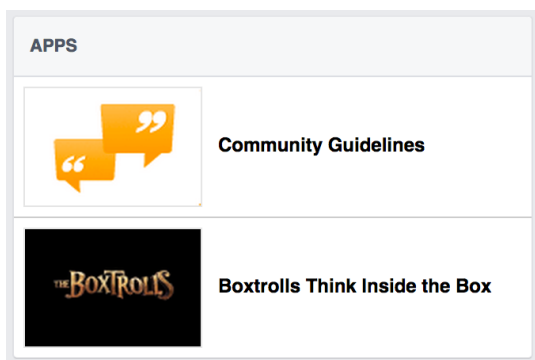 APPS
Community Guidelines
THE BOXTROLLS
Boxtrolls Think Inside the Box